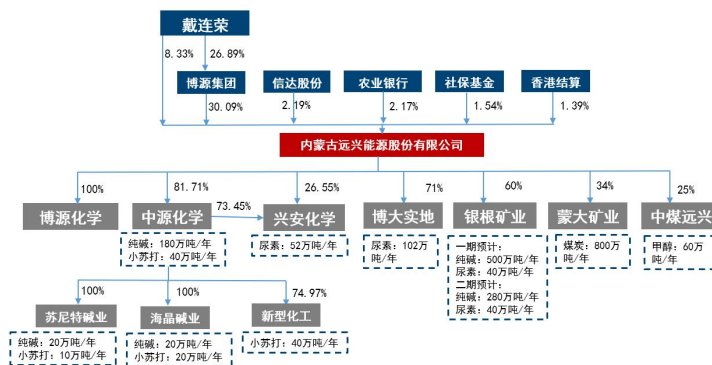 戴连荣
8.33%
26.89%
博源集团
信达股份
农业银行
社保基金
香港结算
30.09%
2.19%
2.17%
1.54%
1.39%
内蒙古远兴能源股份有限公司
100%
81.71%
26.55%
71%
60%
34%
25%
73.45%
博源化学
中源化学
兴安化学
博大实地
银根矿业
蒙大矿业
中煤远兴
纯碱：180万吨/年
小苏打：40万吨/年
尿素：52万吨/年
尿素：102万
吨/年
一期预计：
纯碱：500万吨/年
尿素：40万吨/年
二期预计：
纯碱：280万吨/年
尿素：40万吨/年
煤炭：800万
吨/年
甲醇：60万
吨/年
100%
100%
74.97%
苏尼特碱业
海晶碱业
新型化工
纯碱：20万吨/年
小苏打：10万吨/年
纯碱：20万吨/年
小苏打：20万吨/年
小苏打：40万吨/年